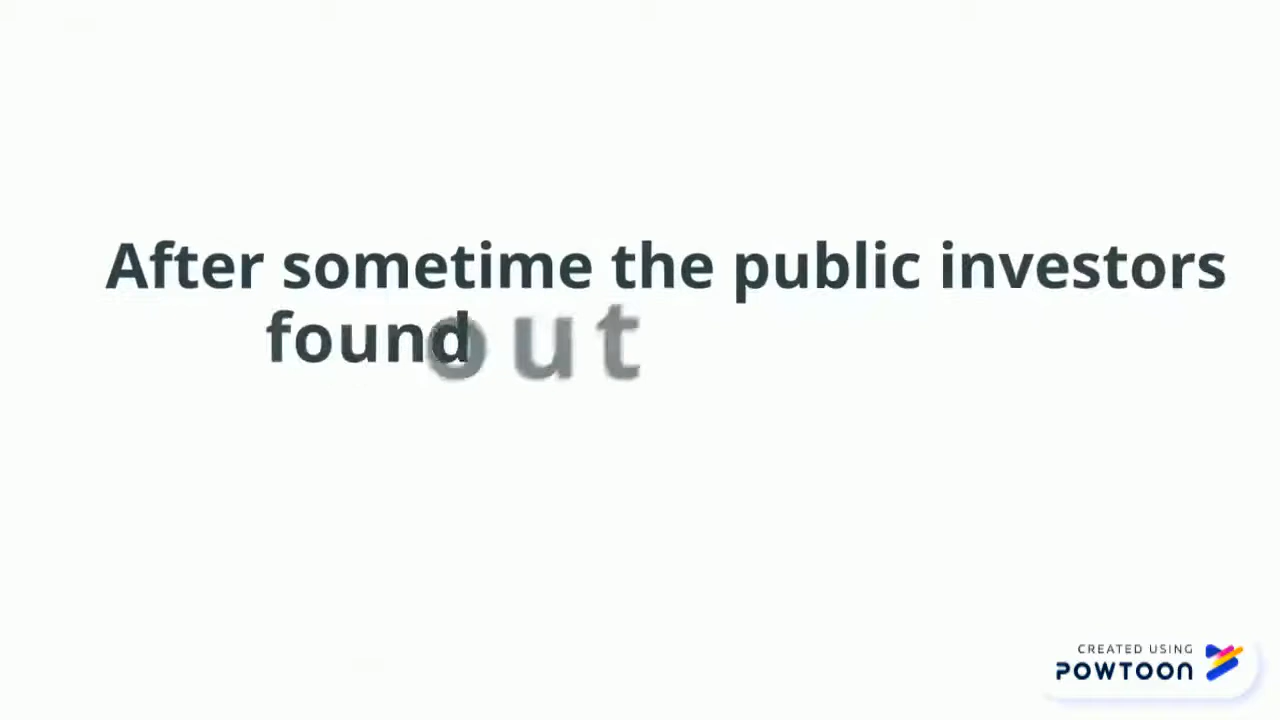 After sometime the public investors
found out
CREATED USING
POWTOON